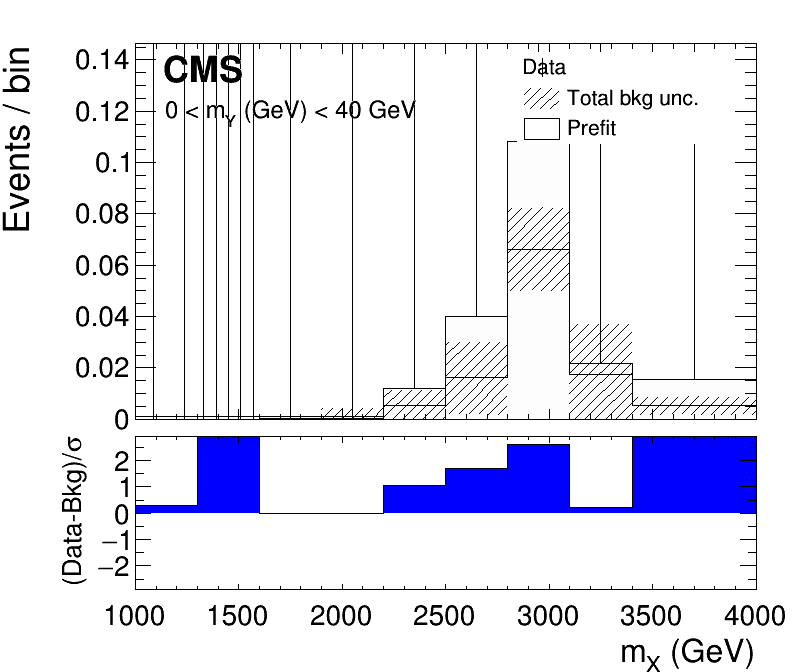 Events / bin
0.14
0.12
0.1
0.08
0.06
0.04
0.02
0
CMS
0 < mY (GeV) < 40 GeV
Data
Total bkg unc.
Prefit
(Data-Bkg)/σ
2
1
0
−1
−2
1000 1500 2000 2500 3000 3500 4000
mX (GeV)